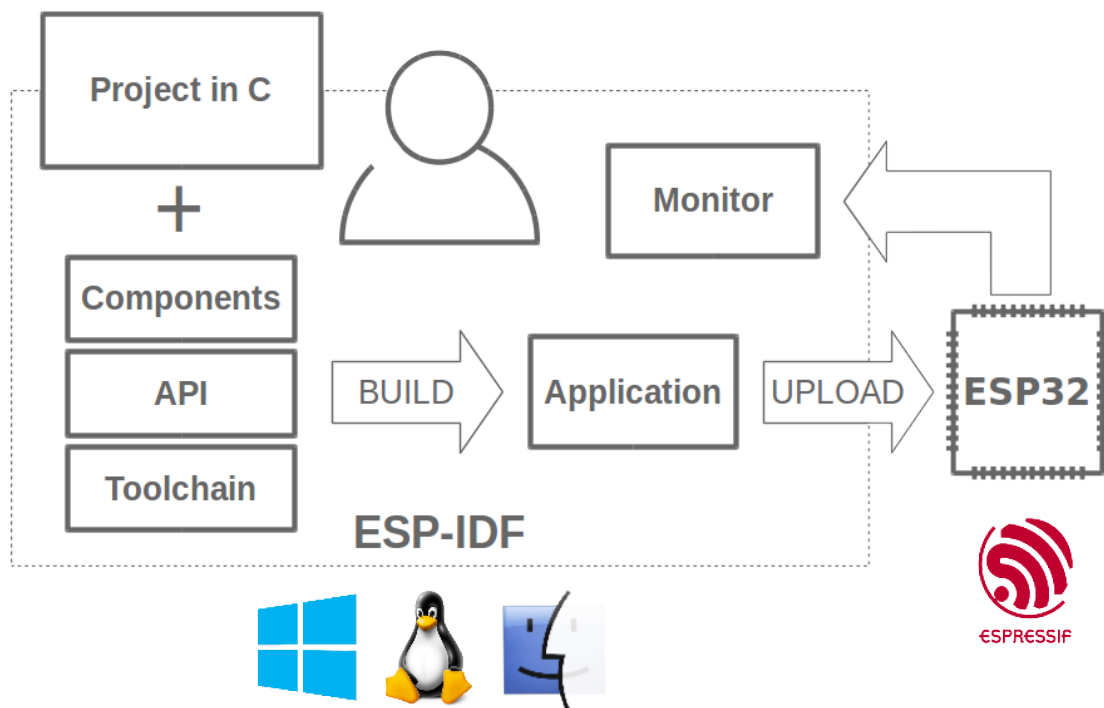 Project in C
+
Components
API
Toolchain
BUILD
Application
UPLOAD
Monitor
ESP32
ESP-IDF
ESPRESSIF